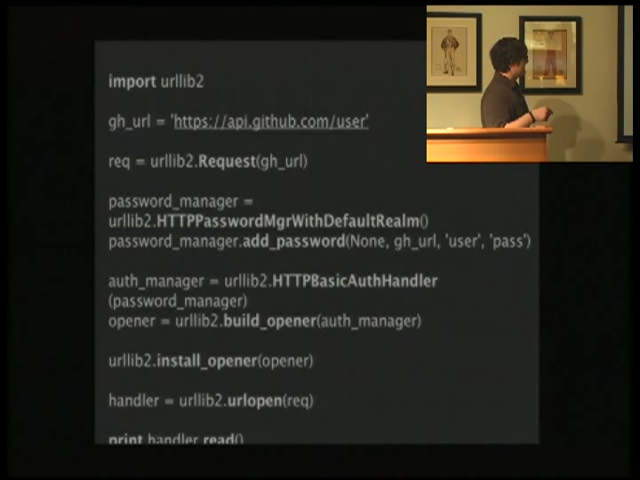 import urllib2
gh_url = 'https://api.github.com/user'
req = urllib2.Request(gh_url)
password_manager =
urllib2.HTTPPasswordMgrWithDefaultRealm()
password_manager.add_password(None, gh_url, 'user', 'pass')
auth_manager = urllib2.HTTPBasicAuthHandler
(password_manager)
opener = urllib2.build_opener(auth_manager)
urllib2.install_opener(opener)
handler = urllib2.urlopen(req)
print handler.read()